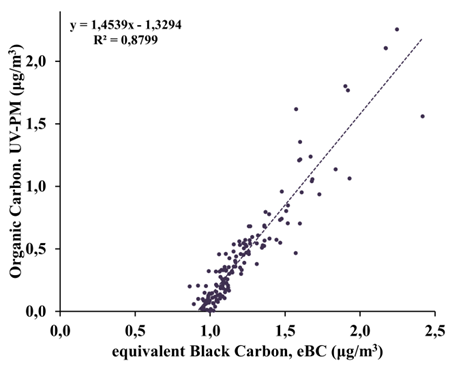 y = 1,4539x - 1,3294
R² = 0,8799
Organic Carbon. UV-PM (µg/m³)
2,0
1,5
1,0
0,5
0,0
0,0 0,5 1,0 1,5 2,0 2,5
equivalent Black Carbon, eBC (µg/m³)